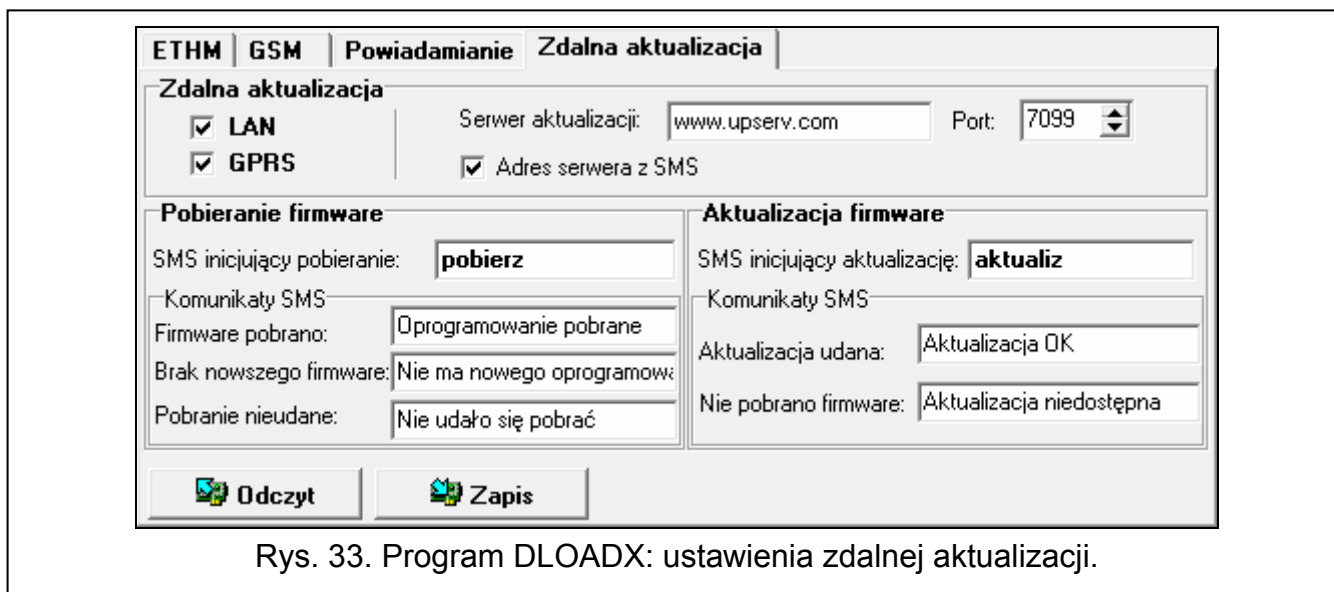 ETHM GSM Powiadamianie Zdalna aktualizacja
Zdalna aktualizacja
LAN
GPRS
Serwer aktualizacji: www.upserv.com Port: 7099
Adres serwera z SMS
Pobieranie firmware
SMS inicjujący pobieranie: pobierz
Komunikaty SMS
Firmware pobrano: Oprogramowanie pobrane
Brak nowszego firmware: Nie ma nowego oprogramowa
Pobranie nieudane: Nie udało się pobrać
Aktualizacja firmware
SMS inicjujący aktualizację: aktualiz
Komunikaty SMS
Aktualizacja udana: Aktualizacja OK
Nie pobrano firmware: Aktualizacja niedostępna
Odczyt Zapis
Rys. 33. Program DLOADX: ustawienia zdalnej aktualizacji.